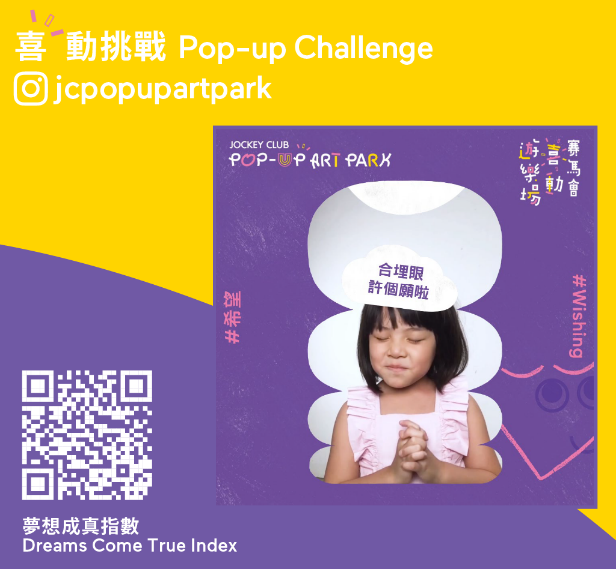 喜動挑戰 Pop-up Challenge
jcpopupartpark
JOCKEY CLUB
POP-UP ART PARK
賽馬會
喜動
遊樂場
合埋眼
許個願啦
#希望
#Wishing
夢想成真指數
Dreams Come True Index